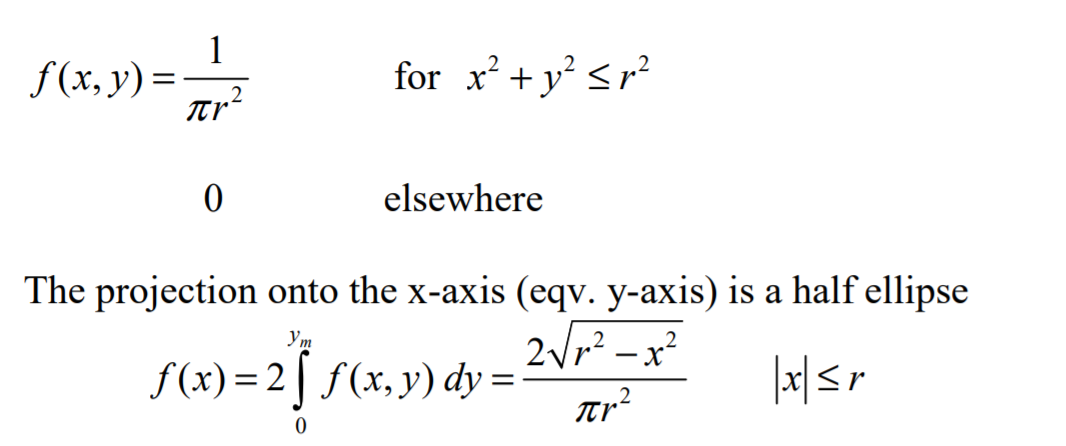 f(x, y) = 1/(πr²) for x² + y² ≤ r²
0 elsewhere
The projection onto the x-axis (eqv. y-axis) is a half ellipse
f(x) = 2 ∫₀^{yₘ} f(x, y) dy = 2√(r² − x²)/(πr²) |x| ≤ r